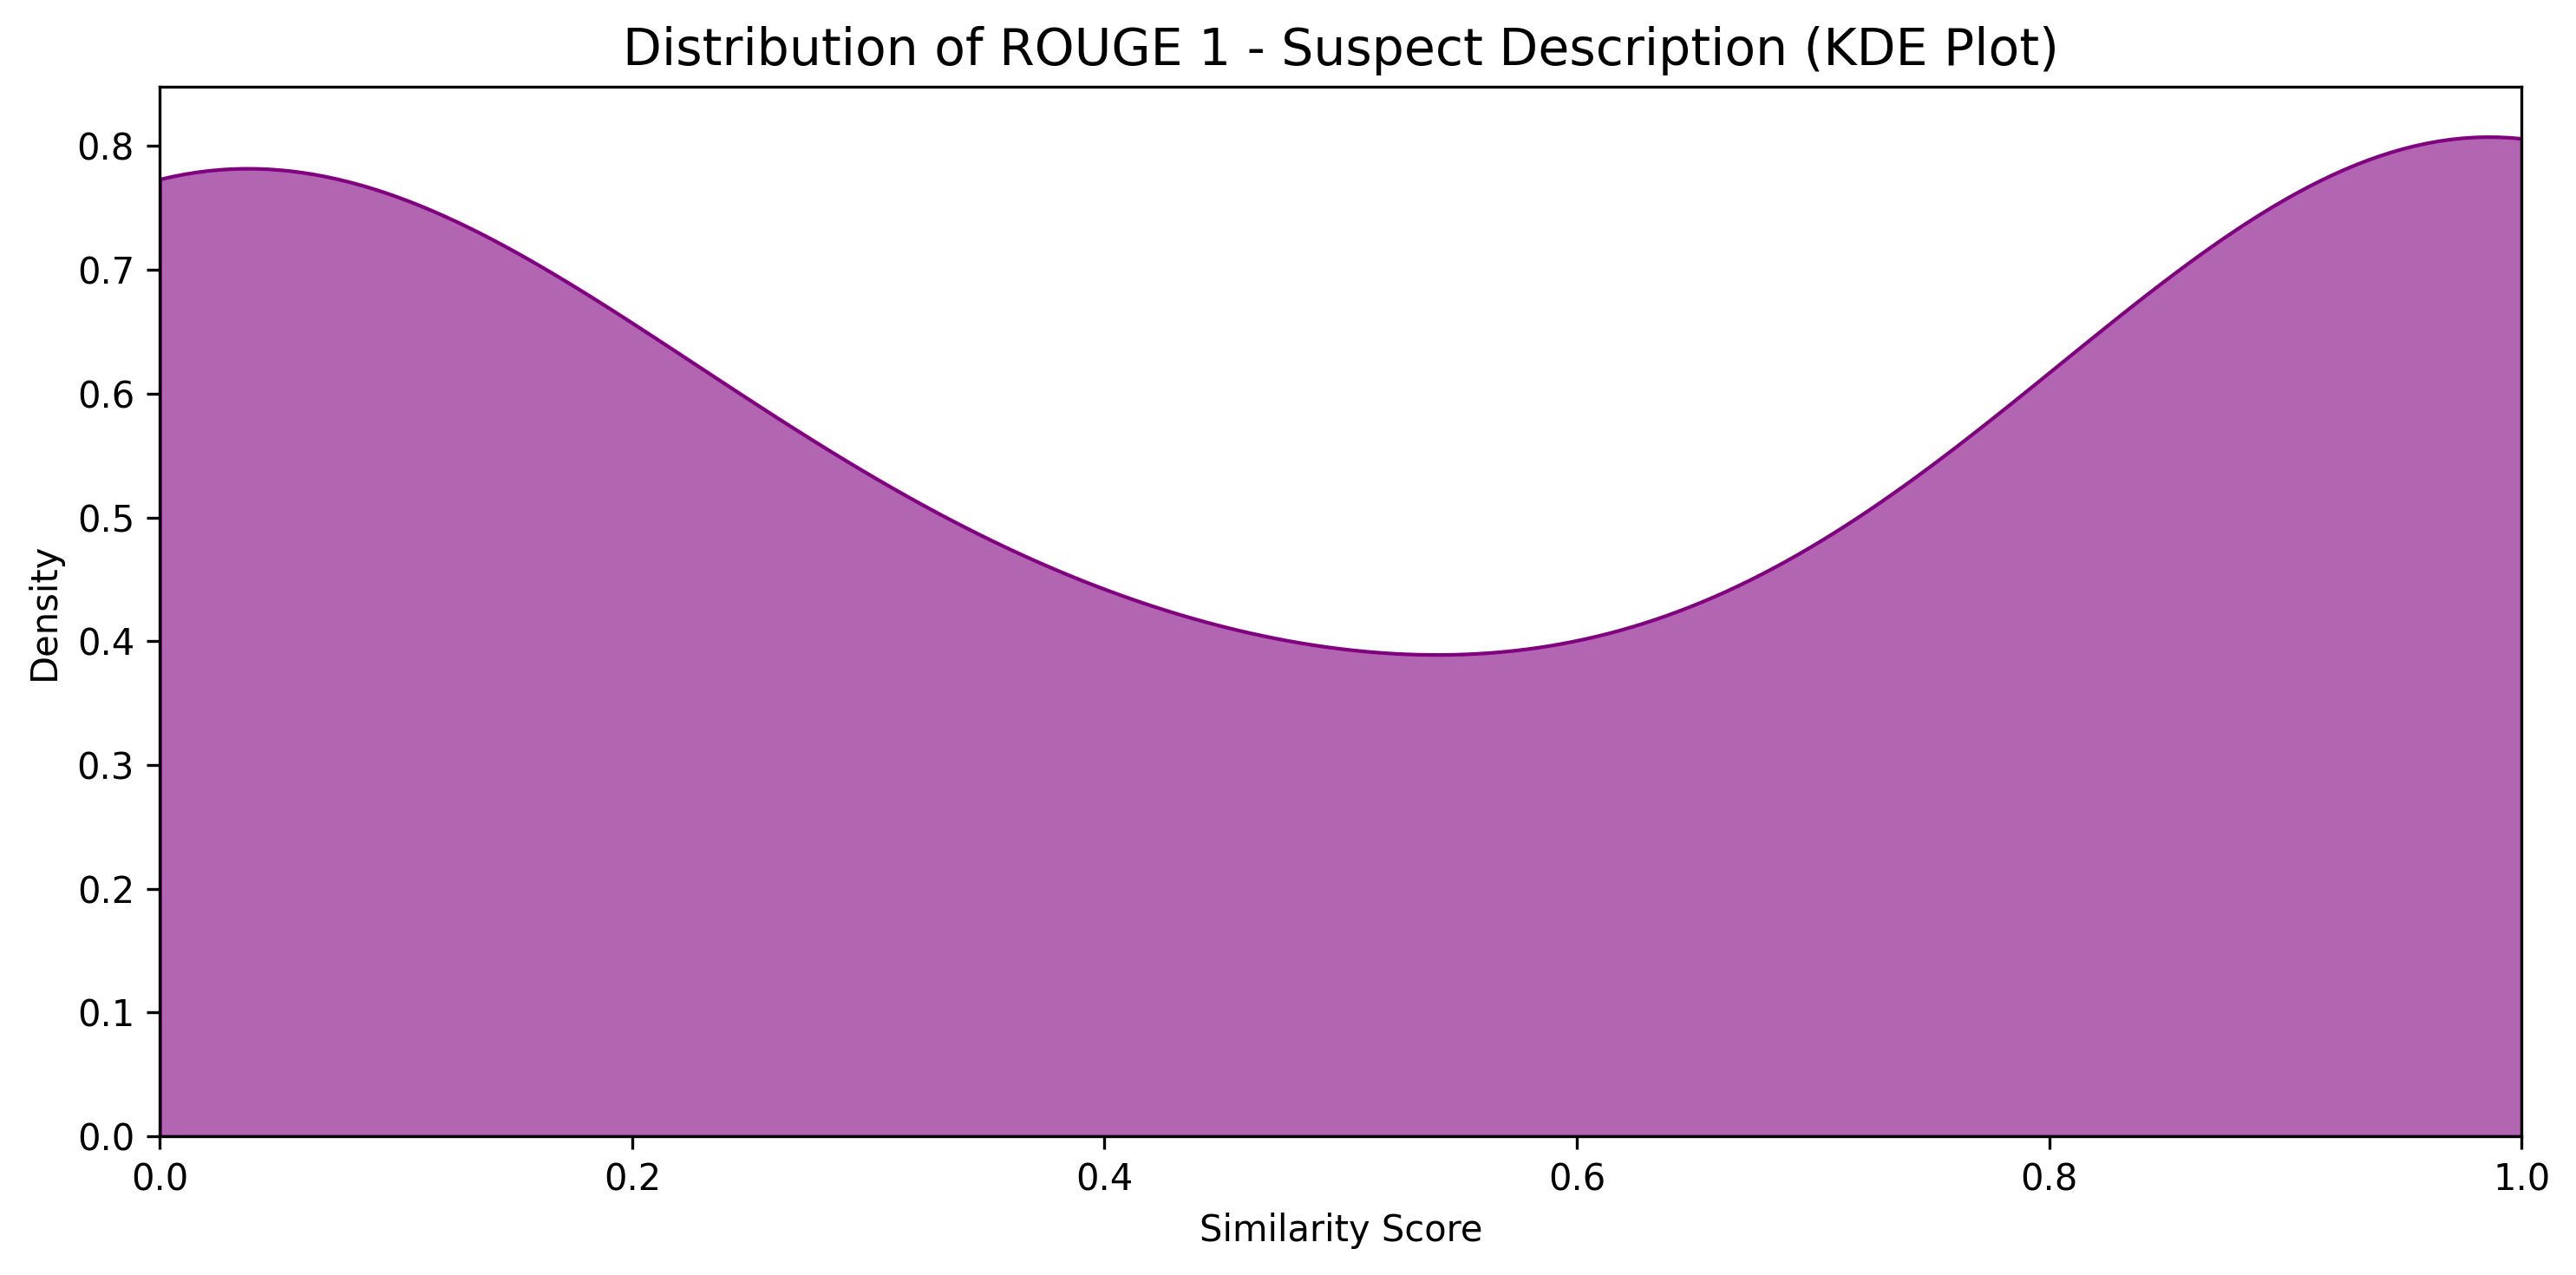 Distribution of ROUGE 1 - Suspect Description (KDE Plot)
0.8
0.7
0.6
0.5
0.4
0.3
0.2
0.1
0.0
Density
0.0 0.2 0.4 0.6 0.8 1.0
Similarity Score